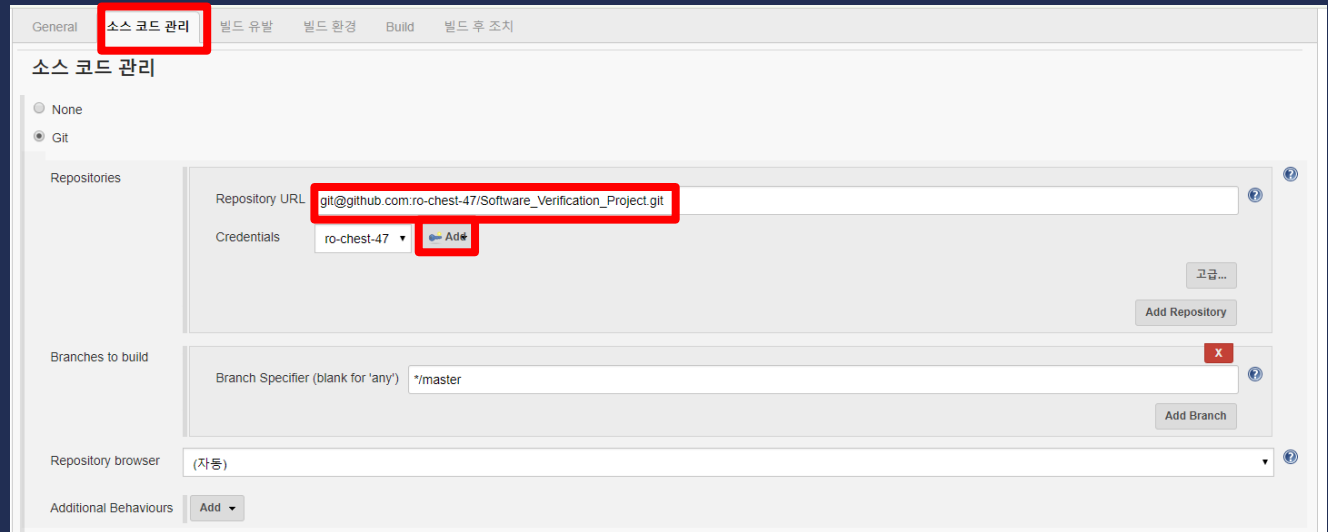 General 소스 코드 관리 빌드 유발 빌드 환경 Build 빌드 후 조치
소스 코드 관리
None
Git
Repositories
Repository URL git@github.com:ro-chest-47/Software_Verification_Project.git
Credentials ro-chest-47 Add
고급...
Add Repository
Branches to build
X
Branch Specifier (blank for 'any') */master
Add Branch
Repository browser (자동)
Additional Behaviours Add